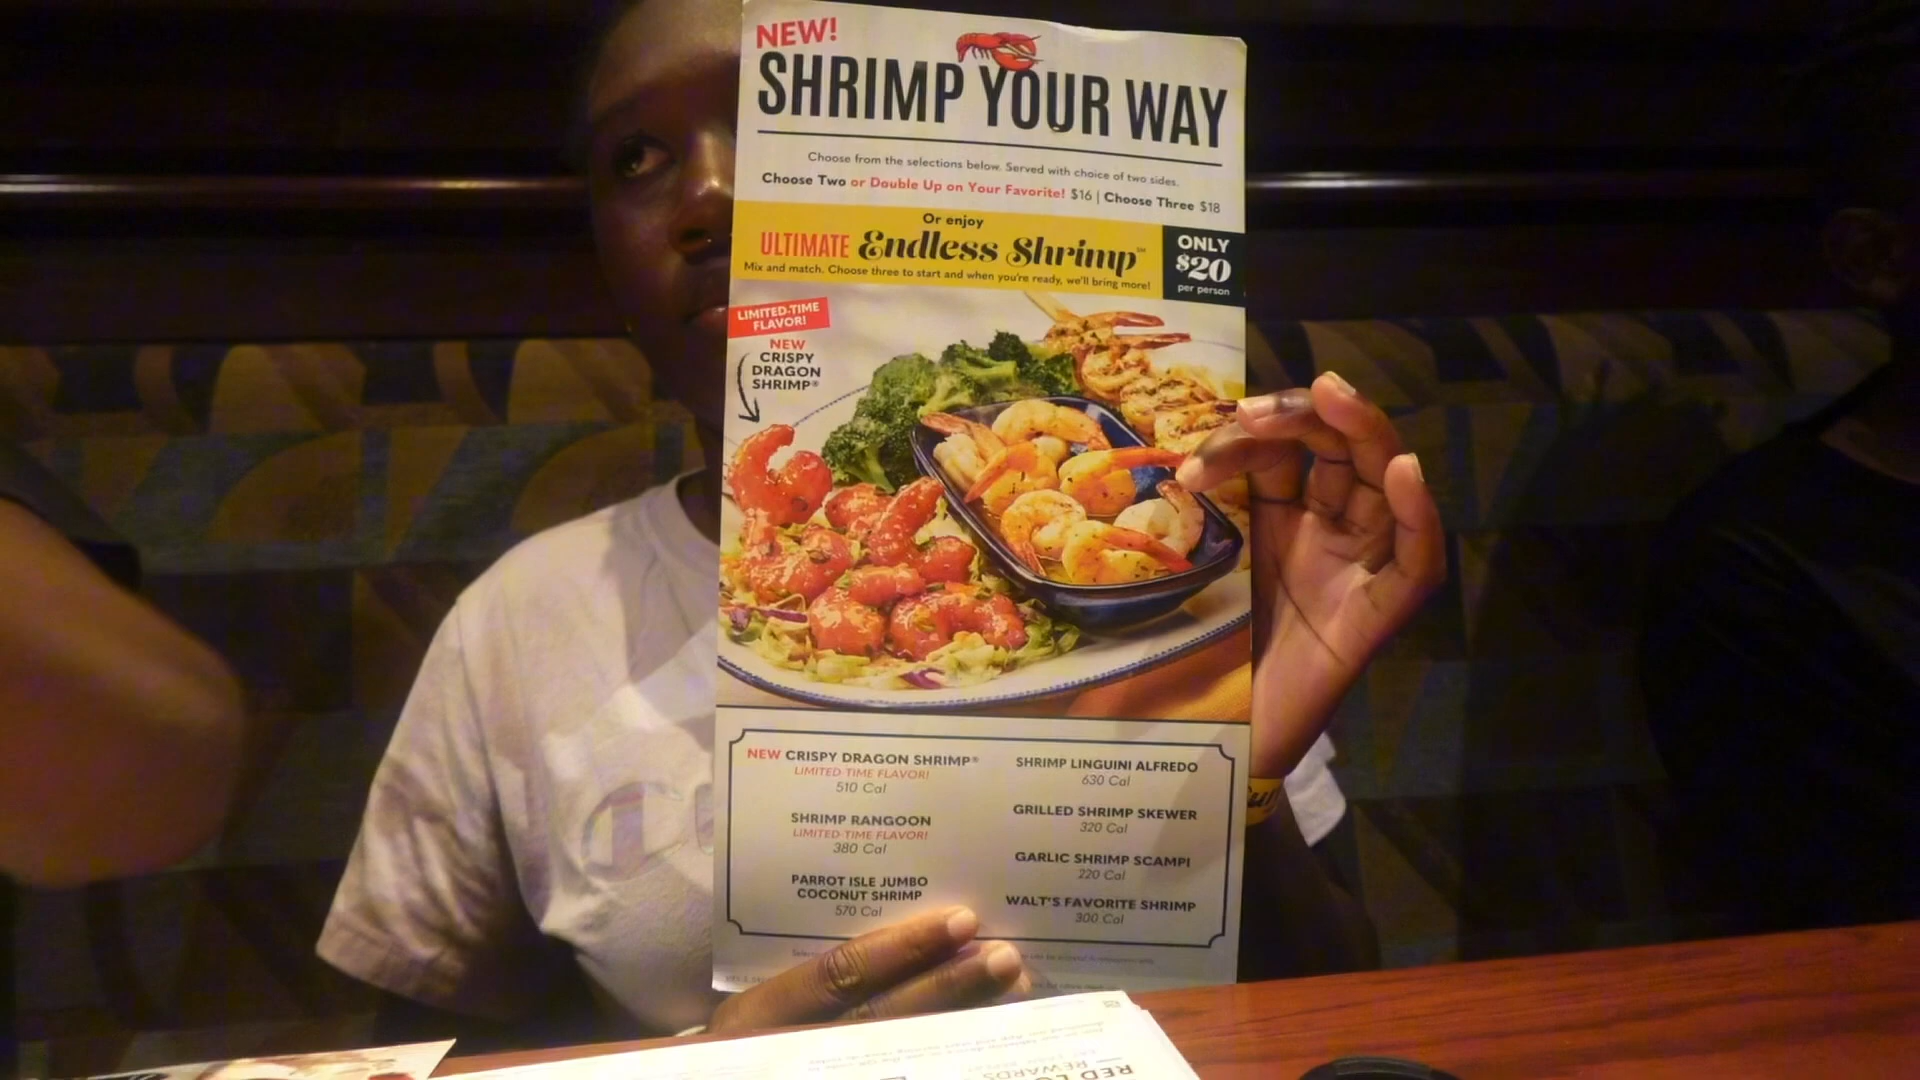 NEW!
SHRIMP YOUR WAY
Choose from the selections below. Served with choice of two sides.
Choose Two or Double Up on Your Favorite! $16 | Choose Three $18
Or enjoy
ULTIMATE Endless Shrimp℠
Mix and match. Choose three to start and when you're ready, we'll bring more!
ONLY
$20
per person
LIMITED-TIME
FLAVOR!
NEW
CRISPY
DRAGON
SHRIMP®
NEW CRISPY DRAGON SHRIMP®
LIMITED-TIME FLAVOR!
510 Cal
SHRIMP RANGOON
LIMITED-TIME FLAVOR!
380 Cal
PARROT ISLE JUMBO
COCONUT SHRIMP
570 Cal
SHRIMP LINGUINI ALFREDO
630 Cal
GRILLED SHRIMP SKEWER
320 Cal
GARLIC SHRIMP SCAMPI
220 Cal
WALT'S FAVORITE SHRIMP
300 Cal
RED
REWARDS